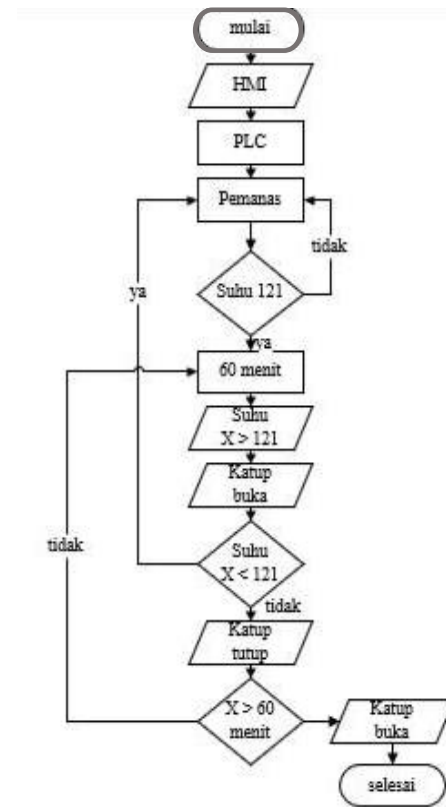 mulai
HMI
PLC
Pemanas
tidak
ya
Suhu 121
ya
60 menit
Suhu
X > 121
Katup
buka
tidak
Suhu
X < 121
tidak
Katup
tutup
X > 60
menit
Katup
buka
selesai